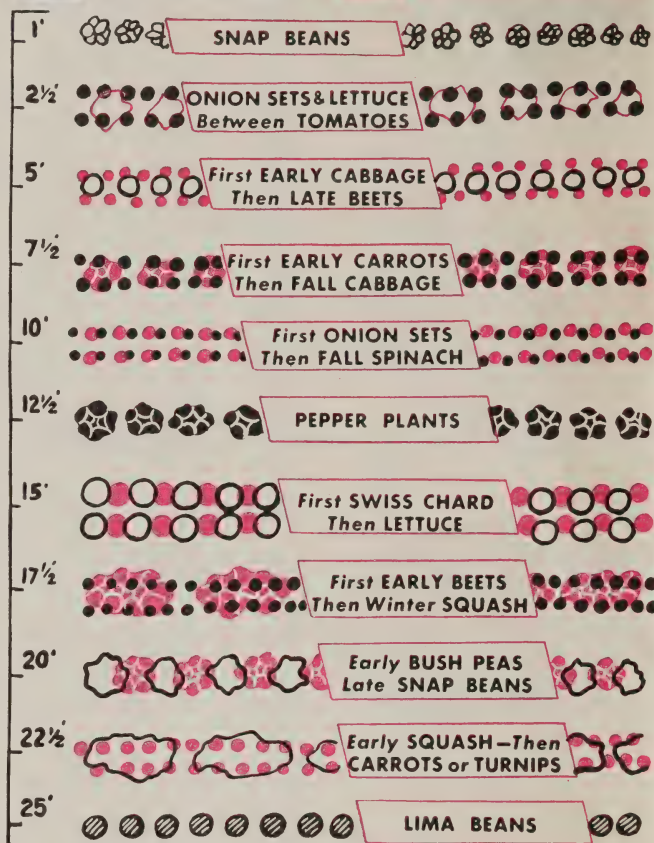 1'
SNAP BEANS
2½'
ONION SETS & LETTUCE
Between TOMATOES
5'
First EARLY CABBAGE
Then LATE BEETS
7½'
First EARLY CARROTS
Then FALL CABBAGE
10'
First ONION SETS
Then FALL SPINACH
12½'
PEPPER PLANTS
15'
First SWISS CHARD
Then LETTUCE
17½'
First EARLY BEETS
Then Winter SQUASH
20'
Early BUSH PEAS
Late SNAP BEANS
22½'
Early SQUASH—Then
CARROTS or TURNIPS
25'
LIMA BEANS